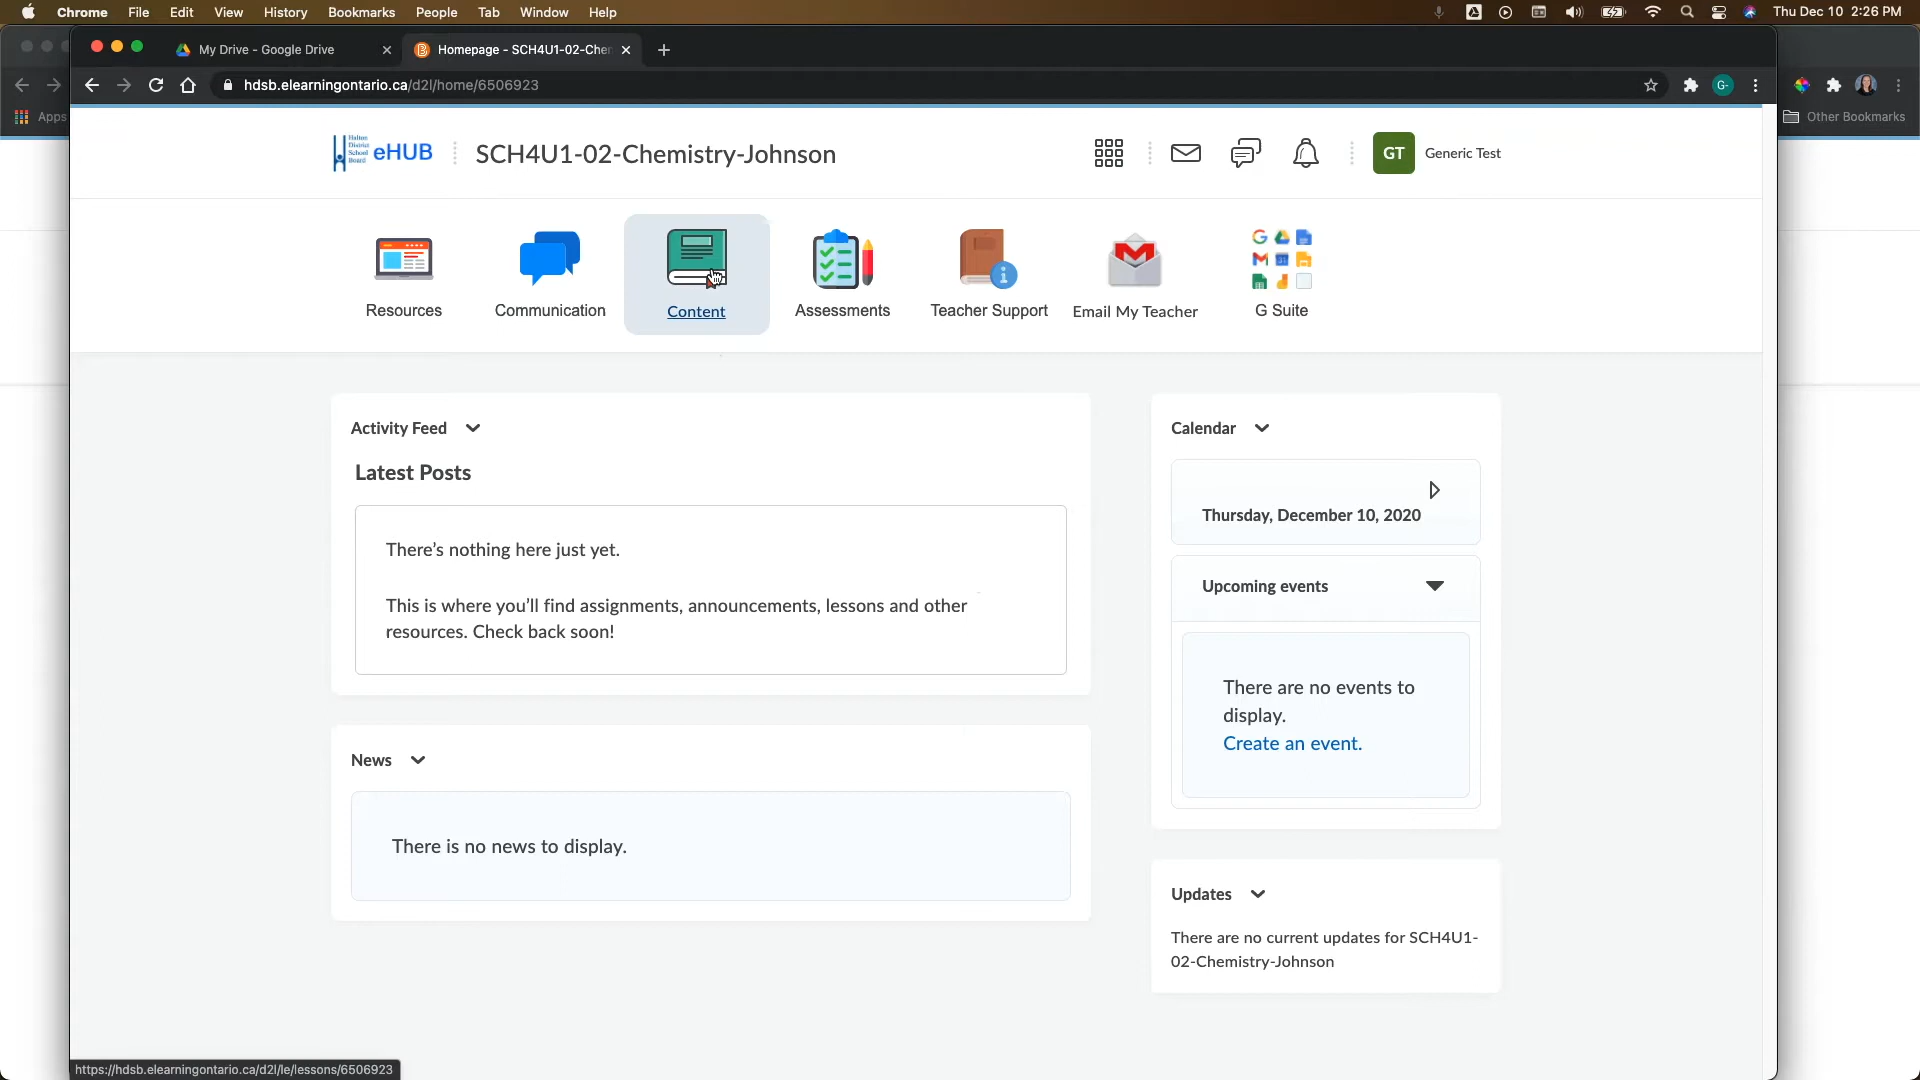 Chrome File Edit View History Bookmarks People Tab Window Help
Thu Dec 10 2:26 PM
My Drive - Google Drive
Homepage - SCH4U1-02-Chem
hdsb.elearningontario.ca/d2l/home/6506923
G-
Apps
Other Bookmarks
Halton
District
School
Board
eHUB
SCH4U1-02-Chemistry-Johnson
GT
Generic Test
Resources
Communication
Content
Assessments
Teacher Support
Email My Teacher
G Suite
Activity Feed
Latest Posts
There's nothing here just yet.
This is where you'll find assignments, announcements, lessons and other
resources. Check back soon!
News
There is no news to display.
Calendar
Thursday, December 10, 2020
Upcoming events
There are no events to
display.
Create an event.
Updates
There are no current updates for SCH4U1-
02-Chemistry-Johnson
https://hdsb.elearningontario.ca/d2l/le/lessons/6506923